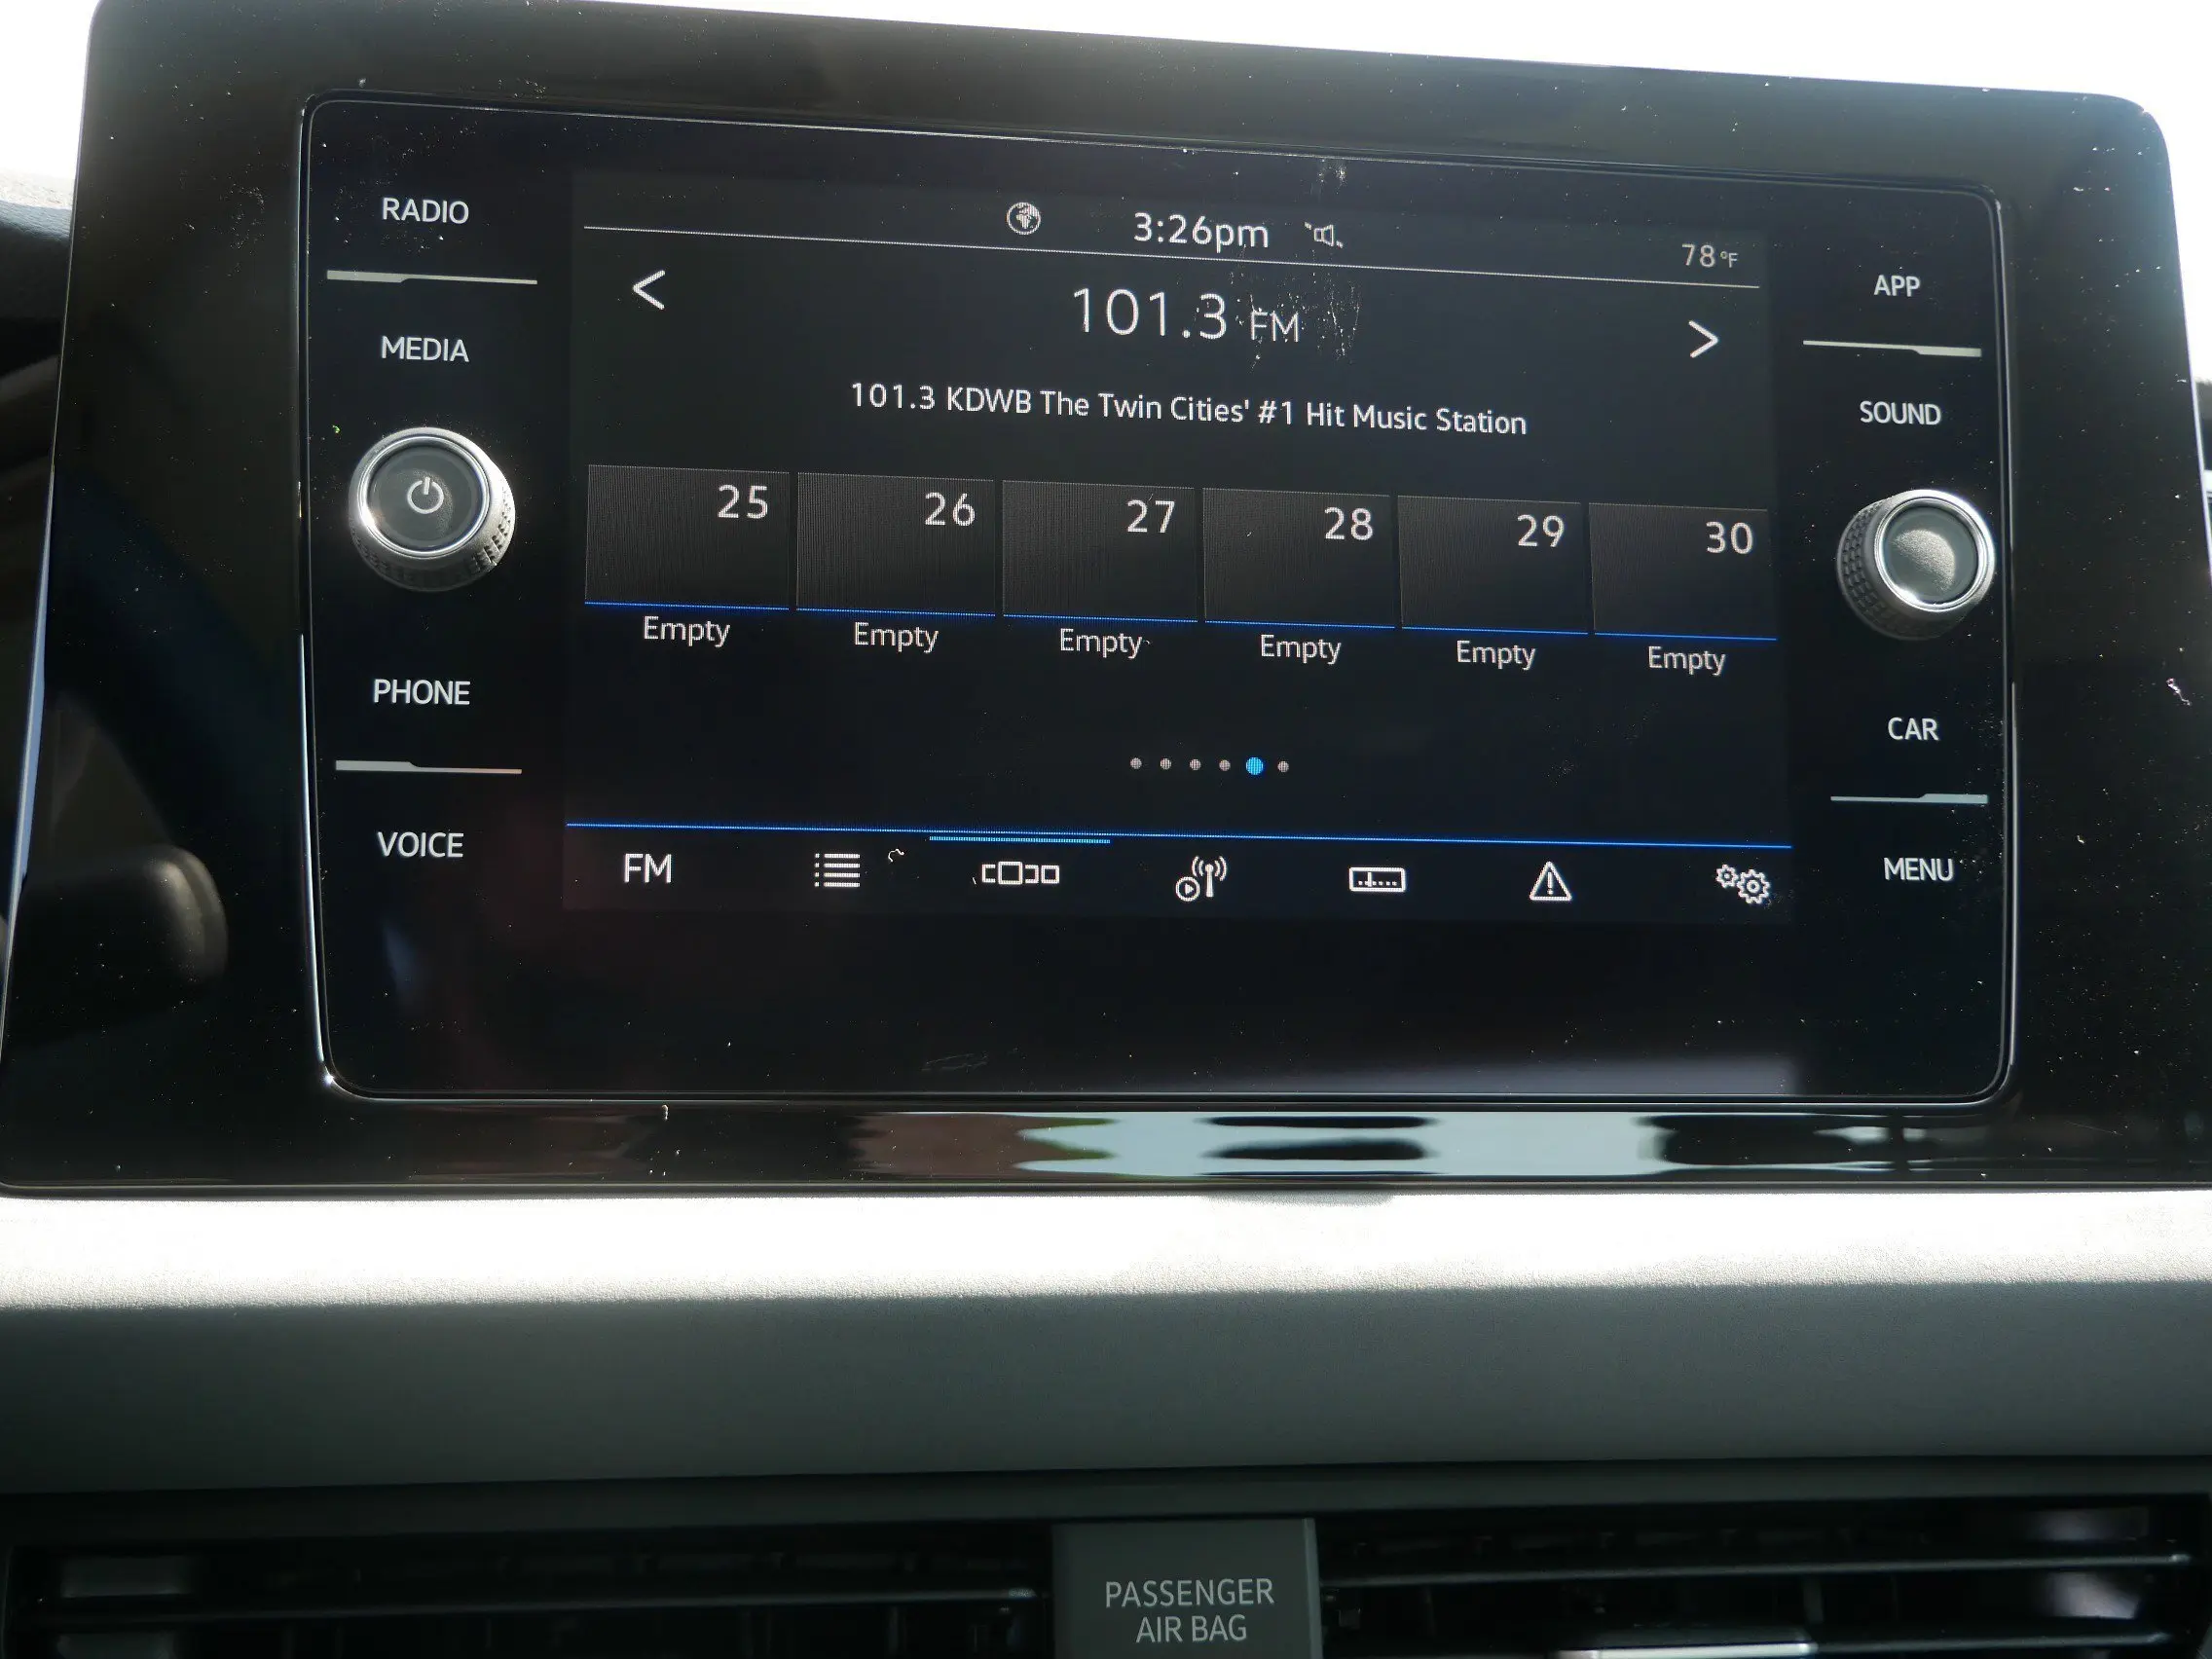 RADIO
MEDIA
PHONE
VOICE
3:26pm
78°F
101.3 FM
101.3 KDWB The Twin Cities' #1 Hit Music Station
25
26
27
28
29
30
Empty
Empty
Empty
Empty
Empty
Empty
FM
APP
SOUND
CAR
MENU
PASSENGER
AIR BAG